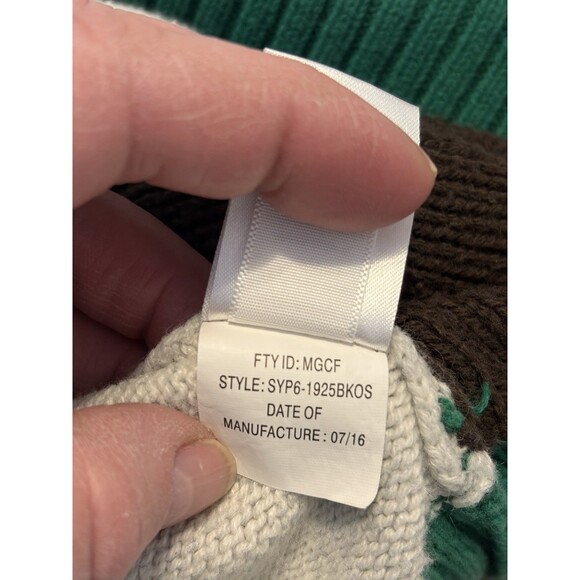 FTY ID: MGCF
STYLE: SYP6-1925BKOS
DATE OF
MANUFACTURE : 07/16